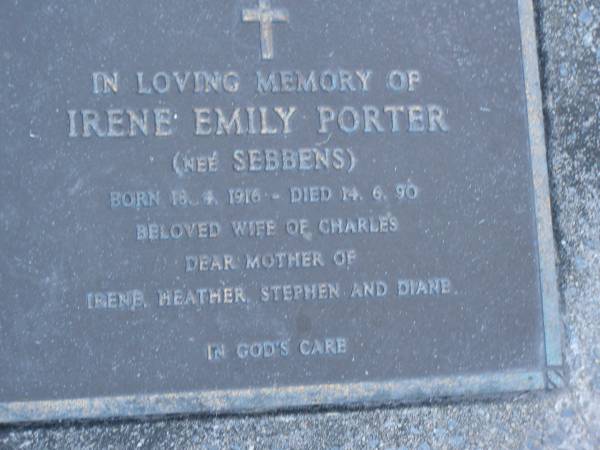 IN LOVING MEMORY OF
IRENE EMILY PORTER
(NEÉ SEBBENS)
BORN 18. 4. 1916 - DIED 14. 6. 90
BELOVED WIFE OF CHARLES
DEAR MOTHER OF
IRENE, HEATHER, STEPHEN AND DIANE.
IN GOD'S CARE